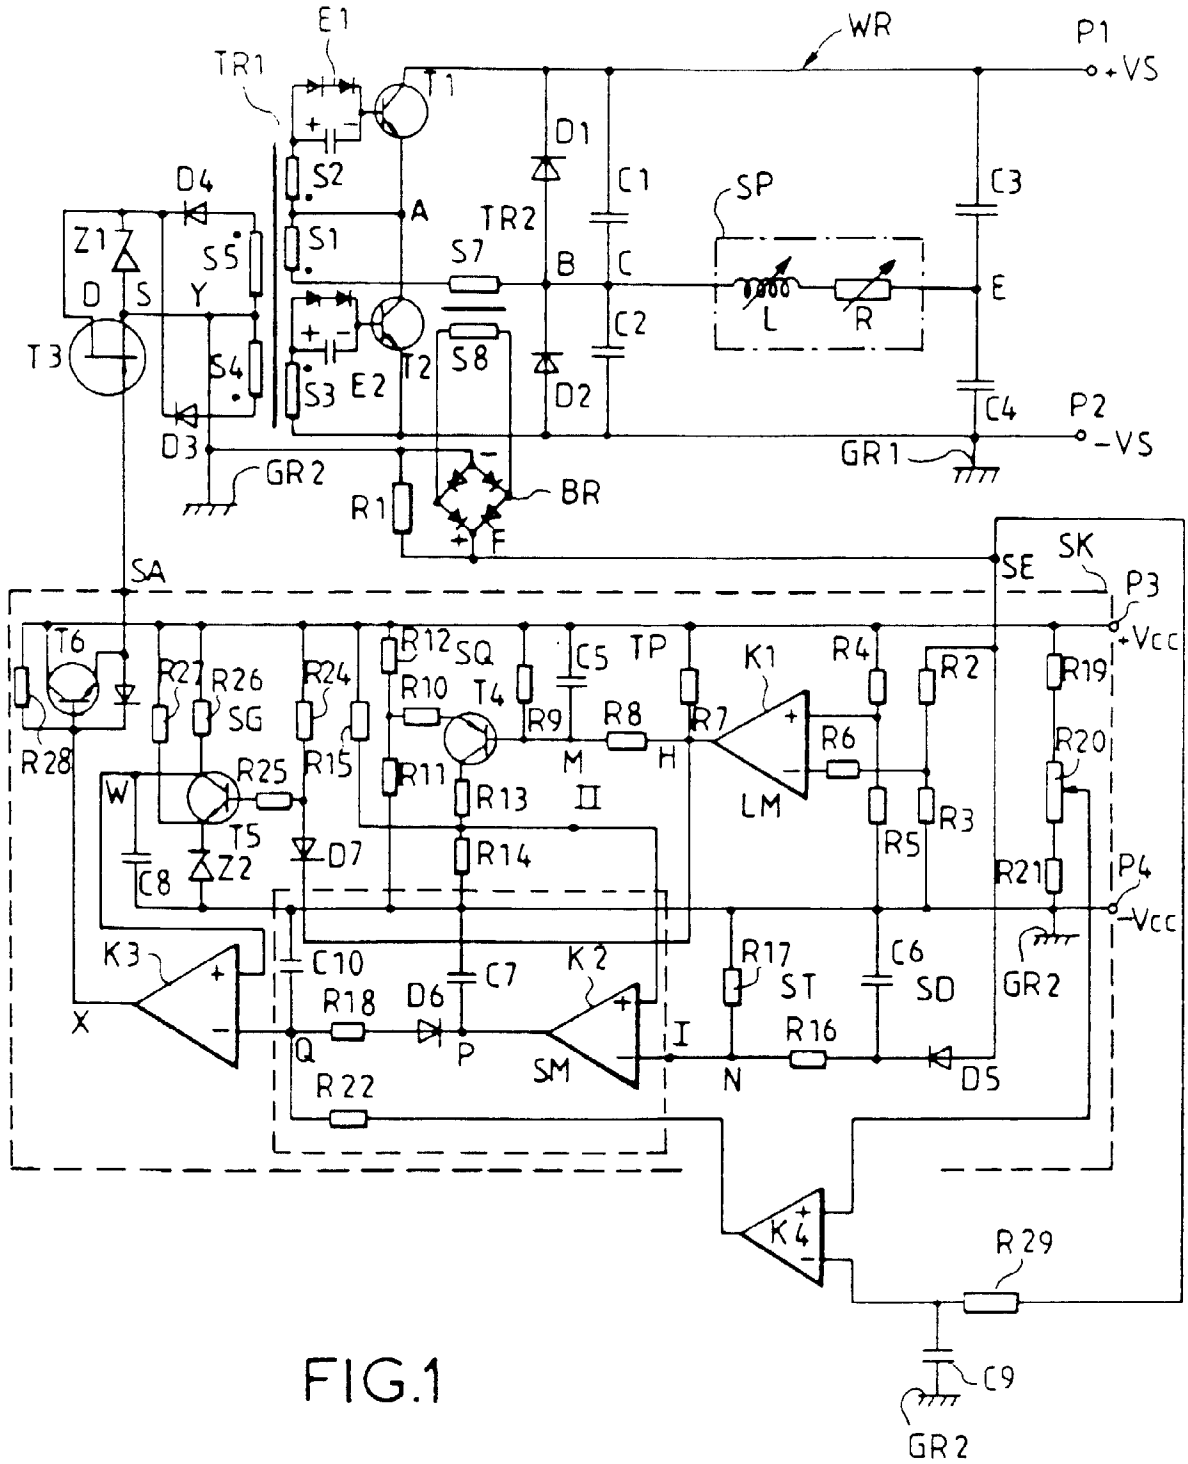 E1
WR
P1
TR1
T1
+VS
+
−
D1
D4
S2
C1
SP
C3
Z1
S5
S1
A
TR2
S7
B
C
E
D
S
Y
+
−
L
R
T3
S4
S3
E2
T2
S8
C2
D2
C4
P2
D3
GR1
−VS
GR2
R1
−
BR
+
F
SA
SE
SK
P3
T6
R27
R26
SG
R24
R12
SQ
C5
TP
K1
R4
R2
+VCC
R19
R10
T4
R28
R15
R9
R8
R7
+
R20
M
H
R6
−
W
R25
R11
R13
II
LM
R5
R3
T5
C8
Z2
D7
R14
R21
P4
−VCC
K3
+
C10
C7
K2
R17
C6
GR2
R18
D6
+
ST
SD
X
−
Q
P
SM
−
I
N
R16
D5
R22
+
K4
−
R29
C9
GR2
FIG.1